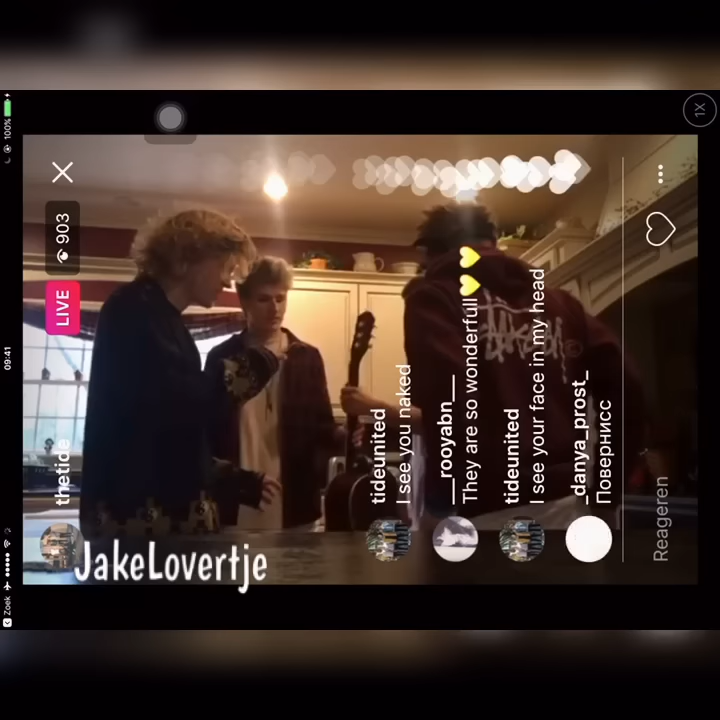 Zoek
09:41
100%
1X
thetide
LIVE
903
tideunited
I see you naked
___rooyabn___
They are so wonderfull💛💛
tideunited
I see your face in my head
_danya_prost_
Повернисс
Reageren
JakeLovertje